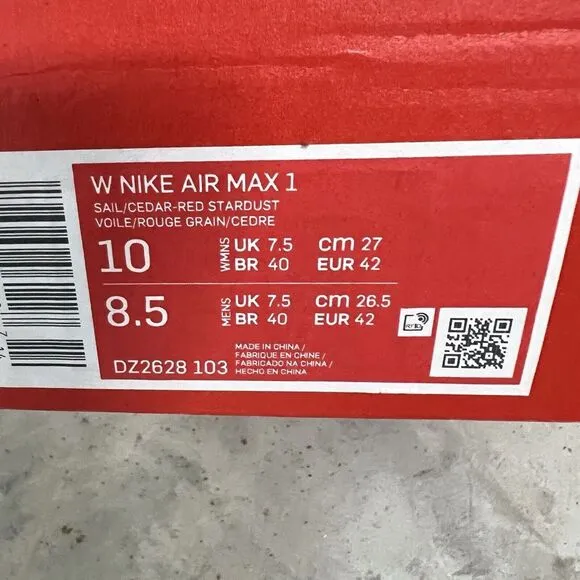 W NIKE AIR MAX 1
SAIL/CEDAR-RED STARDUST
VOILE/ROUGE GRAIN/CEDRE
10 WMNS UK 7.5 cm 27
BR 40 EUR 42
8.5 MENS UK 7.5 cm 26.5
BR 40 EUR 42
RFID
DZ2628 103
MADE IN CHINA /
FABRIQUE EN CHINE /
FABRICADO NA CHINA /
HECHO EN CHINA